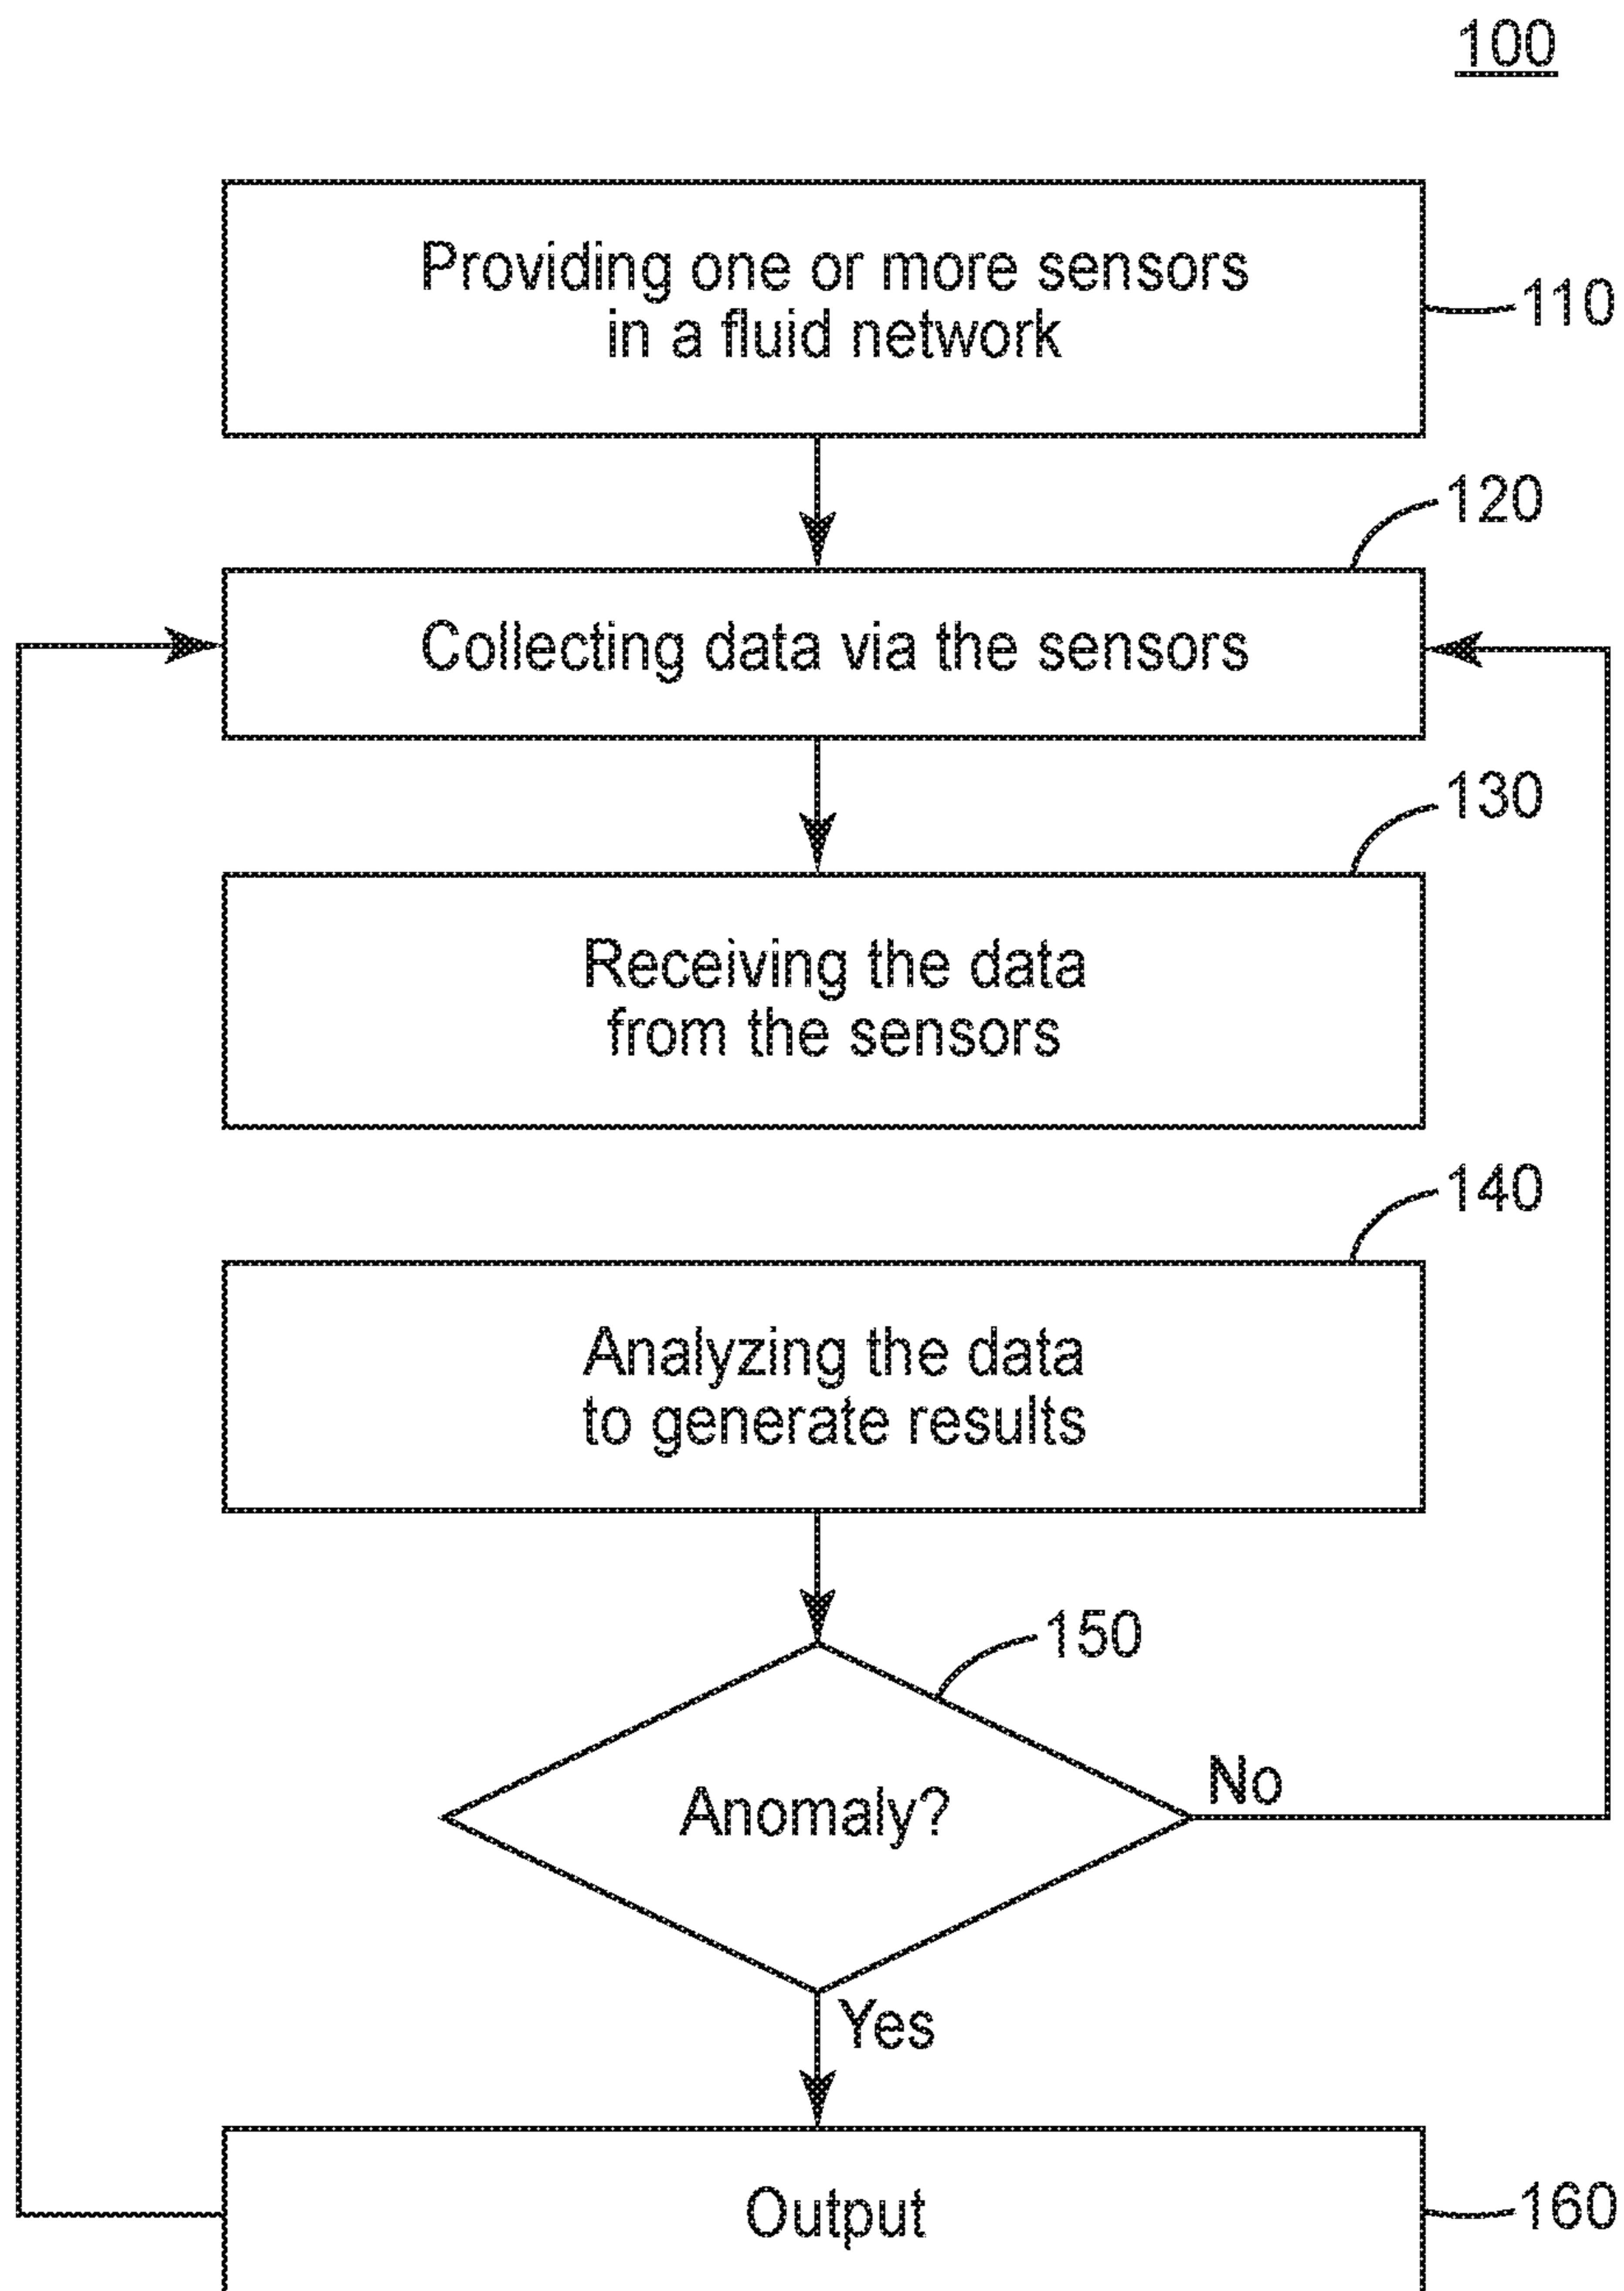 100
Providing one or more sensors
in a fluid network
110
120
Collecting data via the sensors
130
Receiving the data
from the sensors
140
Analyzing the data
to generate results
150
Anomaly?
No
Yes
Output
160